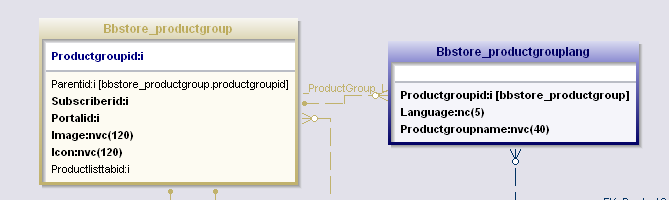 Bbstore_productgroup
Productgroupid:i
Parentid:i [bbstore_productgroup.productgroupid]
Subscriberid:i
Portalid:i
Image:nvc(120)
Icon:nvc(120)
Productlisttabid:i
_ProductGroup_L
Bbstore_productgrouplang
Productgroupid:i [bbstore_productgroup]
Language:nc(5)
Productgroupname:nvc(40)